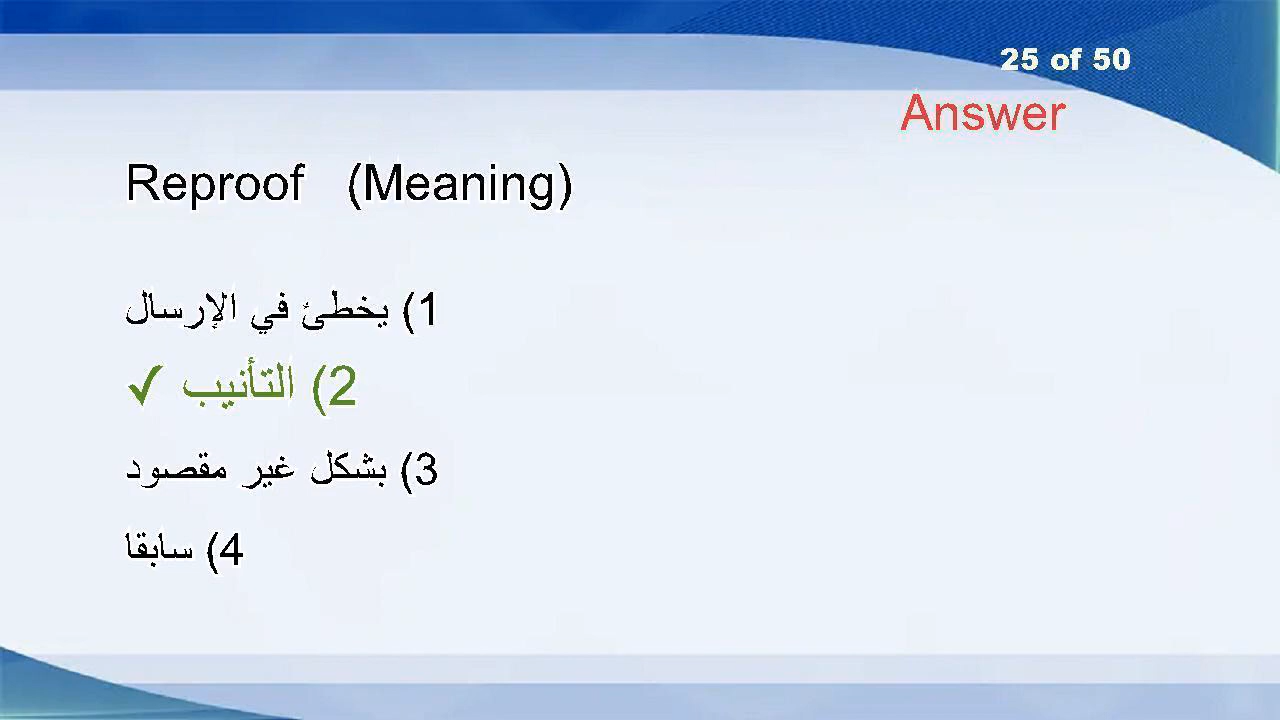 25 of 50
Answer
Reproof (Meaning)
1) يخطئ في الإرسال
2) التأنيب ✓
3) بشكل غير مقصود
4) سابقا